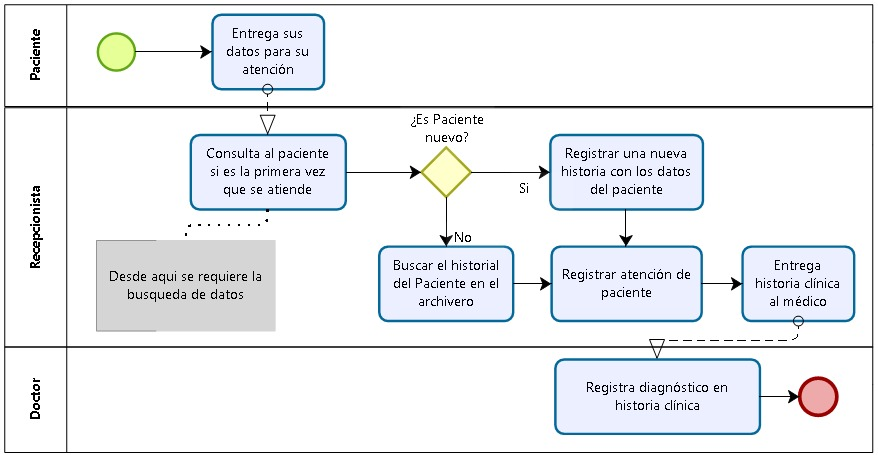 Paciente
Entrega sus
datos para su
atención
Recepcionista
Consulta al paciente
si es la primera vez
que se atiende
¿Es Paciente
nuevo?
Si
Registrar una nueva
historia con los datos
del paciente
No
Desde aqui se requiere la
busqueda de datos
Buscar el historial
del Paciente en el
archivero
Registrar atención de
paciente
Entrega
historia clínica
al médico
Doctor
Registra diagnóstico en
historia clínica